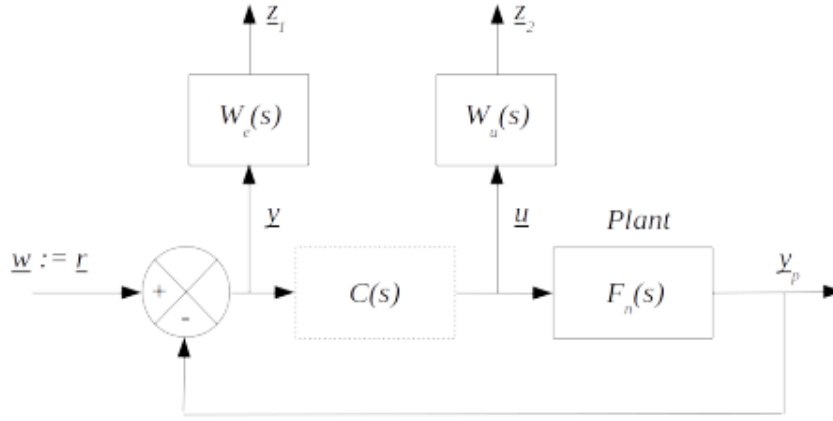 z₁ z₂
Wₑ(s) Wᵤ(s)
y u Plant
w := r yₚ
+ C(s) Fₙ(s)
-